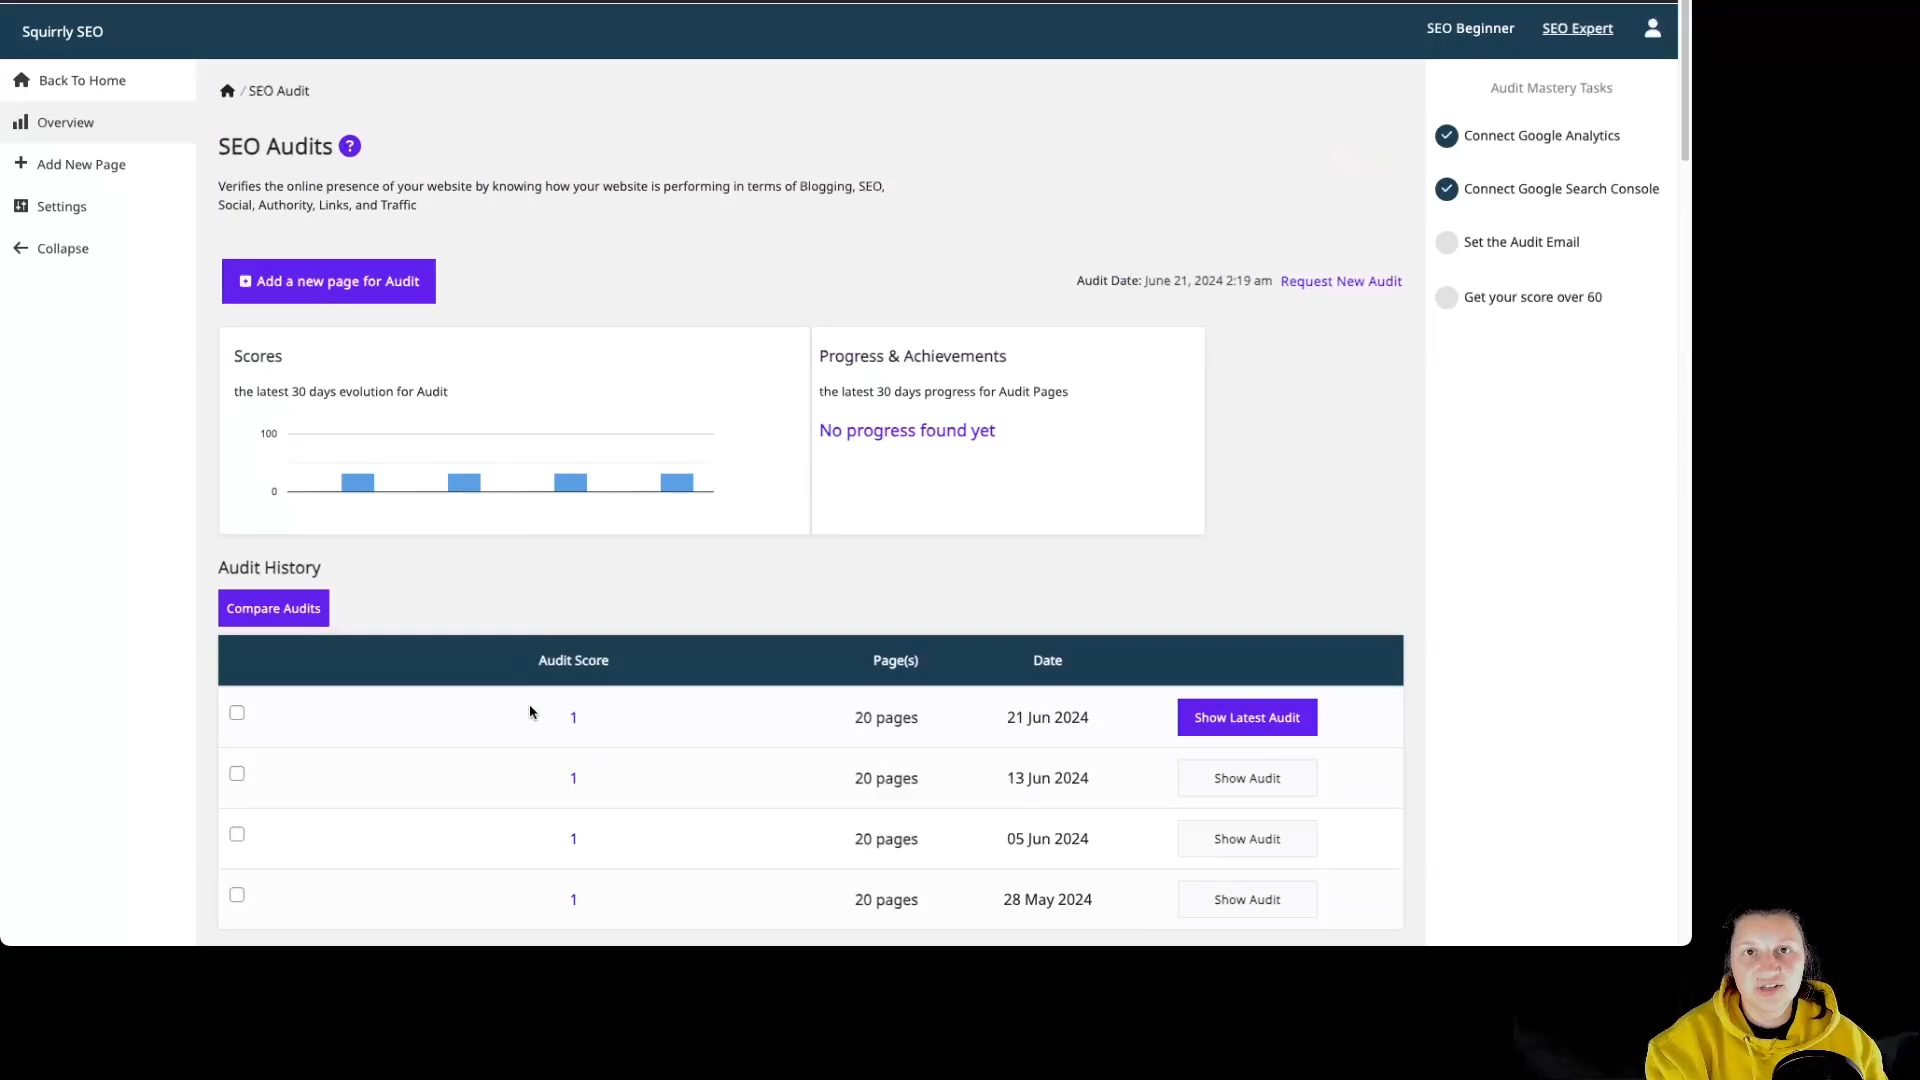 Squirrly SEO
SEO Beginner
SEO Expert
Back To Home
Overview
Add New Page
Settings
Collapse
/ SEO Audit
SEO Audits ?
Verifies the online presence of your website by knowing how your website is performing in terms of Blogging, SEO,
Social, Authority, Links, and Traffic
Add a new page for Audit
Audit Date: June 21, 2024 2:19 am Request New Audit
Scores
the latest 30 days evolution for Audit
100
0
Progress & Achievements
the latest 30 days progress for Audit Pages
No progress found yet
Audit History
Compare Audits
Audit Score Page(s) Date
1 20 pages 21 Jun 2024 Show Latest Audit
1 20 pages 13 Jun 2024 Show Audit
1 20 pages 05 Jun 2024 Show Audit
1 20 pages 28 May 2024 Show Audit
Audit Mastery Tasks
Connect Google Analytics
Connect Google Search Console
Set the Audit Email
Get your score over 60